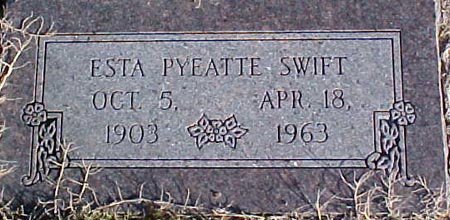 ESTA PYEATTE SWIFT
OCT. 5, APR. 18,
1903 1963